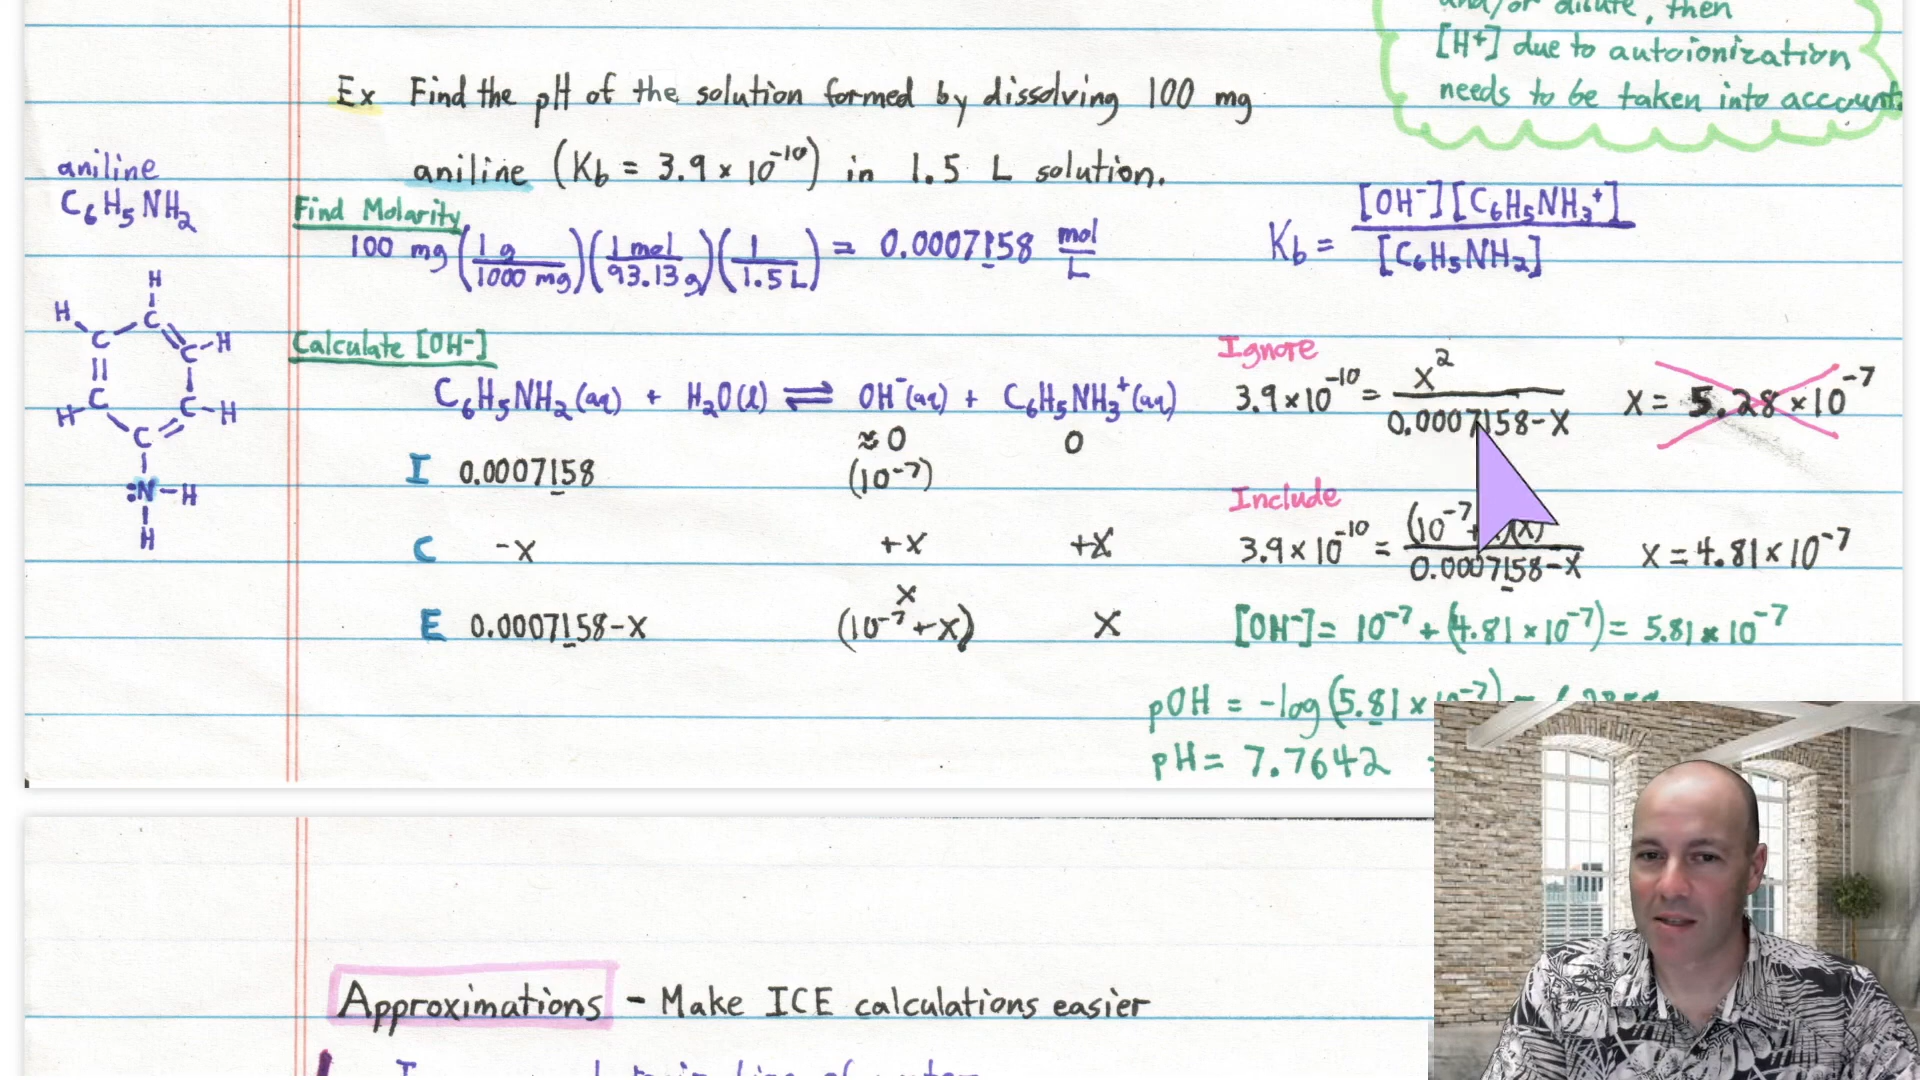 and/or dilute, then
[H⁺] due to autoionization
needs to be taken into account.
Ex Find the pH of the solution formed by dissolving 100 mg
aniline (Kb = 3.9 × 10⁻¹⁰) in 1.5 L solution.
aniline
C₆H₅NH₂
Find Molarity
100 mg (1 g / 1000 mg)(1 mol / 93.13 g)(1 / 1.5 L) = 0.0007158 mol / L
Kb = [OH⁻][C₆H₅NH₃⁺] / [C₆H₅NH₂]
H
H C H
C C
C C
H C H
:N-H
H
Calculate [OH-]
C₆H₅NH₂(aq) + H₂O(l) ⇌ OH⁻(aq) + C₆H₅NH₃⁺(aq)
≈0 0
I 0.0007158 (10⁻⁷)
C -x +x +x
x
E 0.0007158-x (10⁻⁷+x) x
Ignore
3.9×10⁻¹⁰ = x² / 0.0007158-x x = 5.28×10⁻⁷
Include
3.9×10⁻¹⁰ = (10⁻⁷+ (x) / 0.0007158-x x = 4.81×10⁻⁷
[OH⁻] = 10⁻⁷ + (4.81×10⁻⁷) = 5.81×10⁻⁷
pOH = -log(5.81×10⁻⁷)
pH = 7.7642
Approximations - Make ICE calculations easier